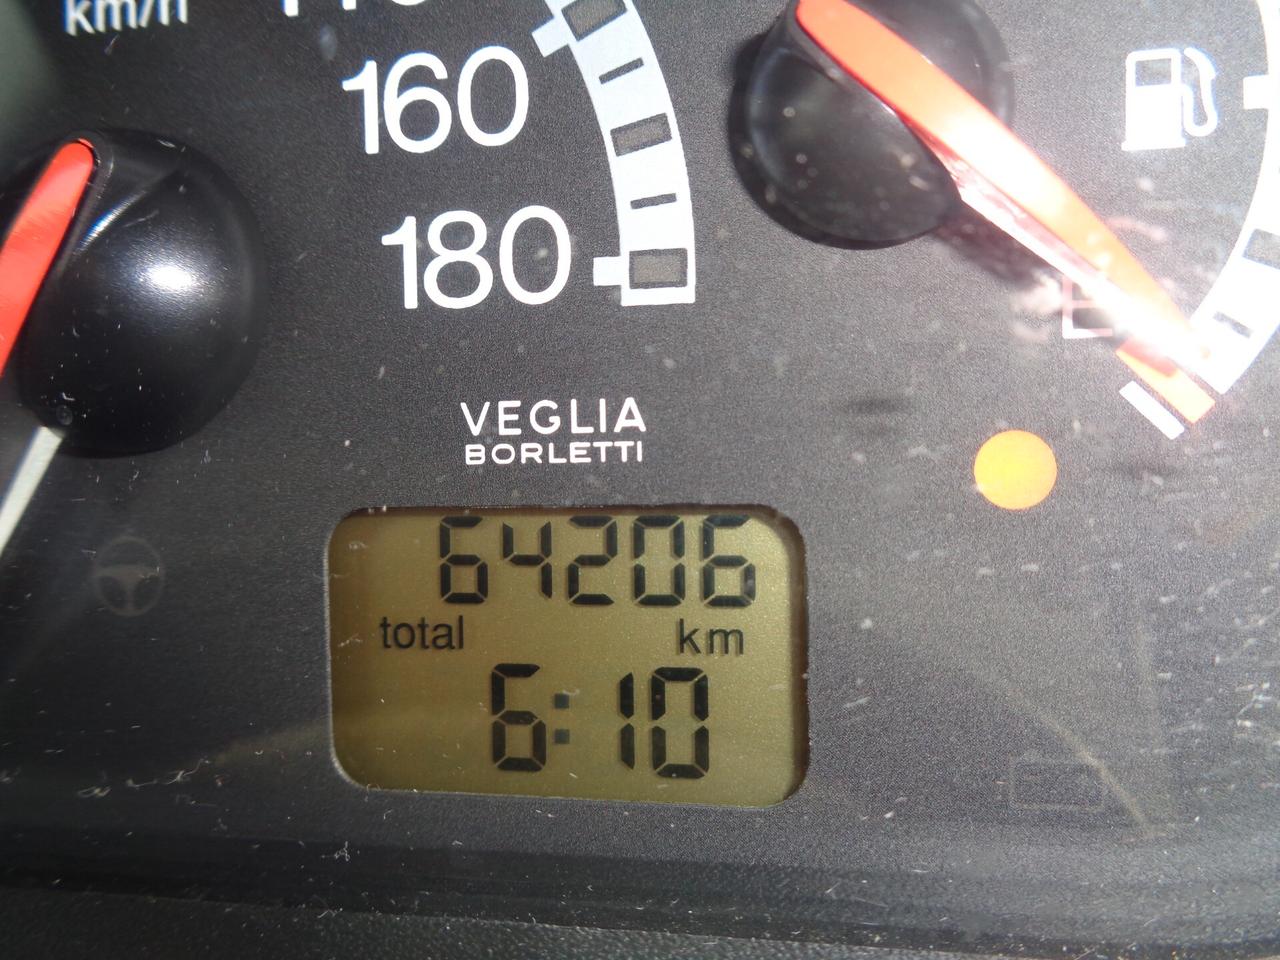 km/h
160
180
VEGLIA
BORLETTI
64206
total km
6:10